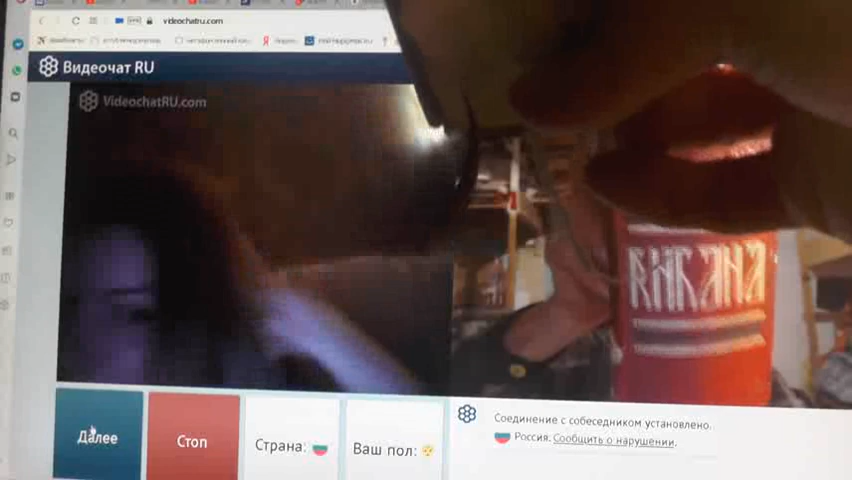 videochatru.com
Видеочат RU
VideochatRU.com
Далее
Стоп
Страна:
Ваш пол:
Соединение с собеседником установлено.
Россия. Сообщить о нарушении.